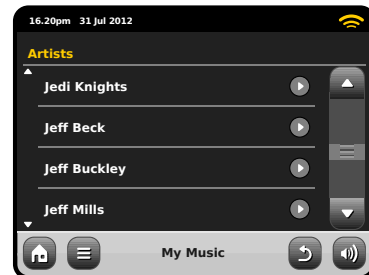 16.20pm 31 Jul 2012
Artists
Jedi Knights
Jeff Beck
Jeff Buckley
Jeff Mills
My Music